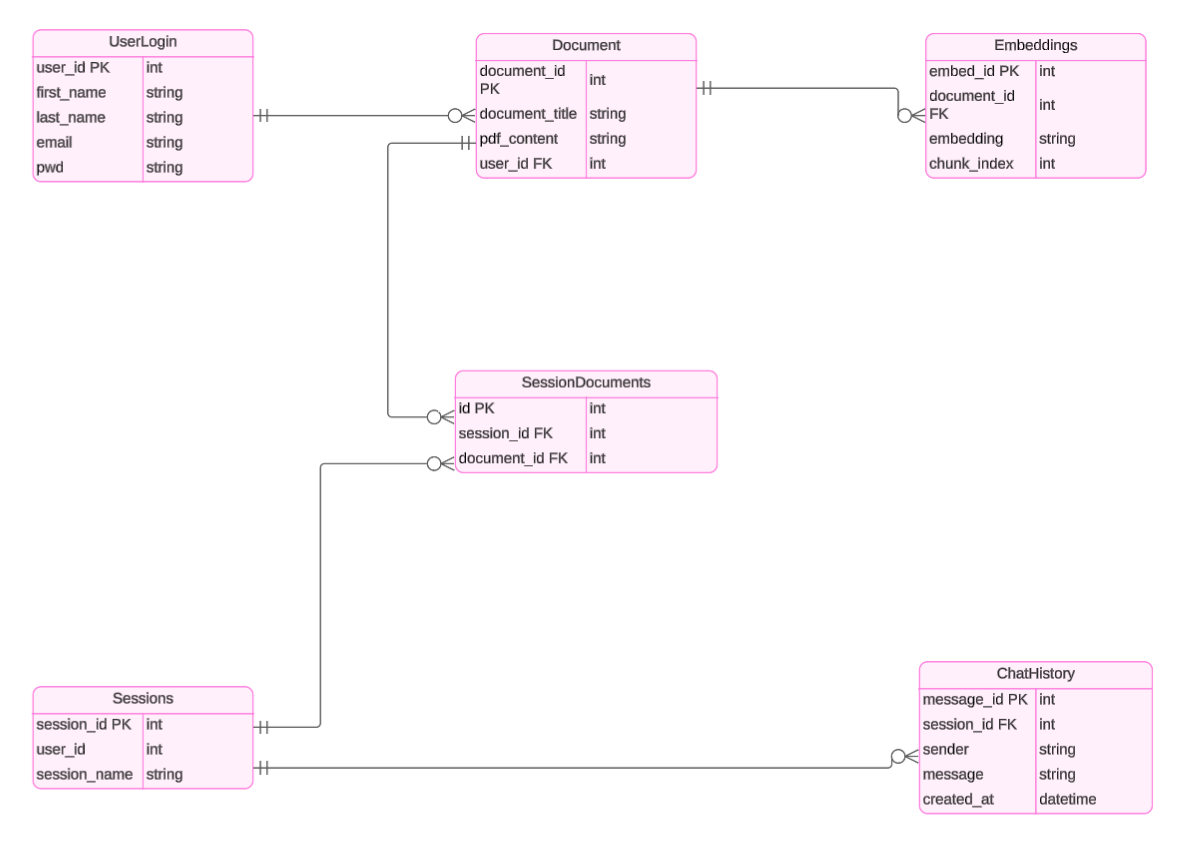 UserLogin
user_id PK int
first_name string
last_name string
email string
pwd string
Document
document_id
PK
int
document_title string
pdf_content string
user_id FK int
Embeddings
embed_id PK int
document_id
FK
int
embedding string
chunk_index int
SessionDocuments
id PK int
session_id FK int
document_id FK int
Sessions
session_id PK int
user_id int
session_name string
ChatHistory
message_id PK int
session_id FK int
sender string
message string
created_at datetime